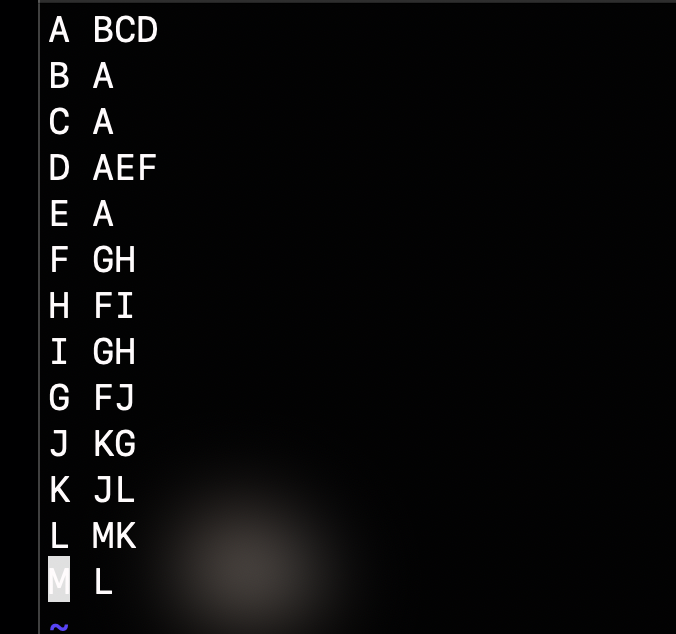 A BCD
B A
C A
D AEF
E A
F GH
H FI
I GH
G FJ
J KG
K JL
L MK
M L
~